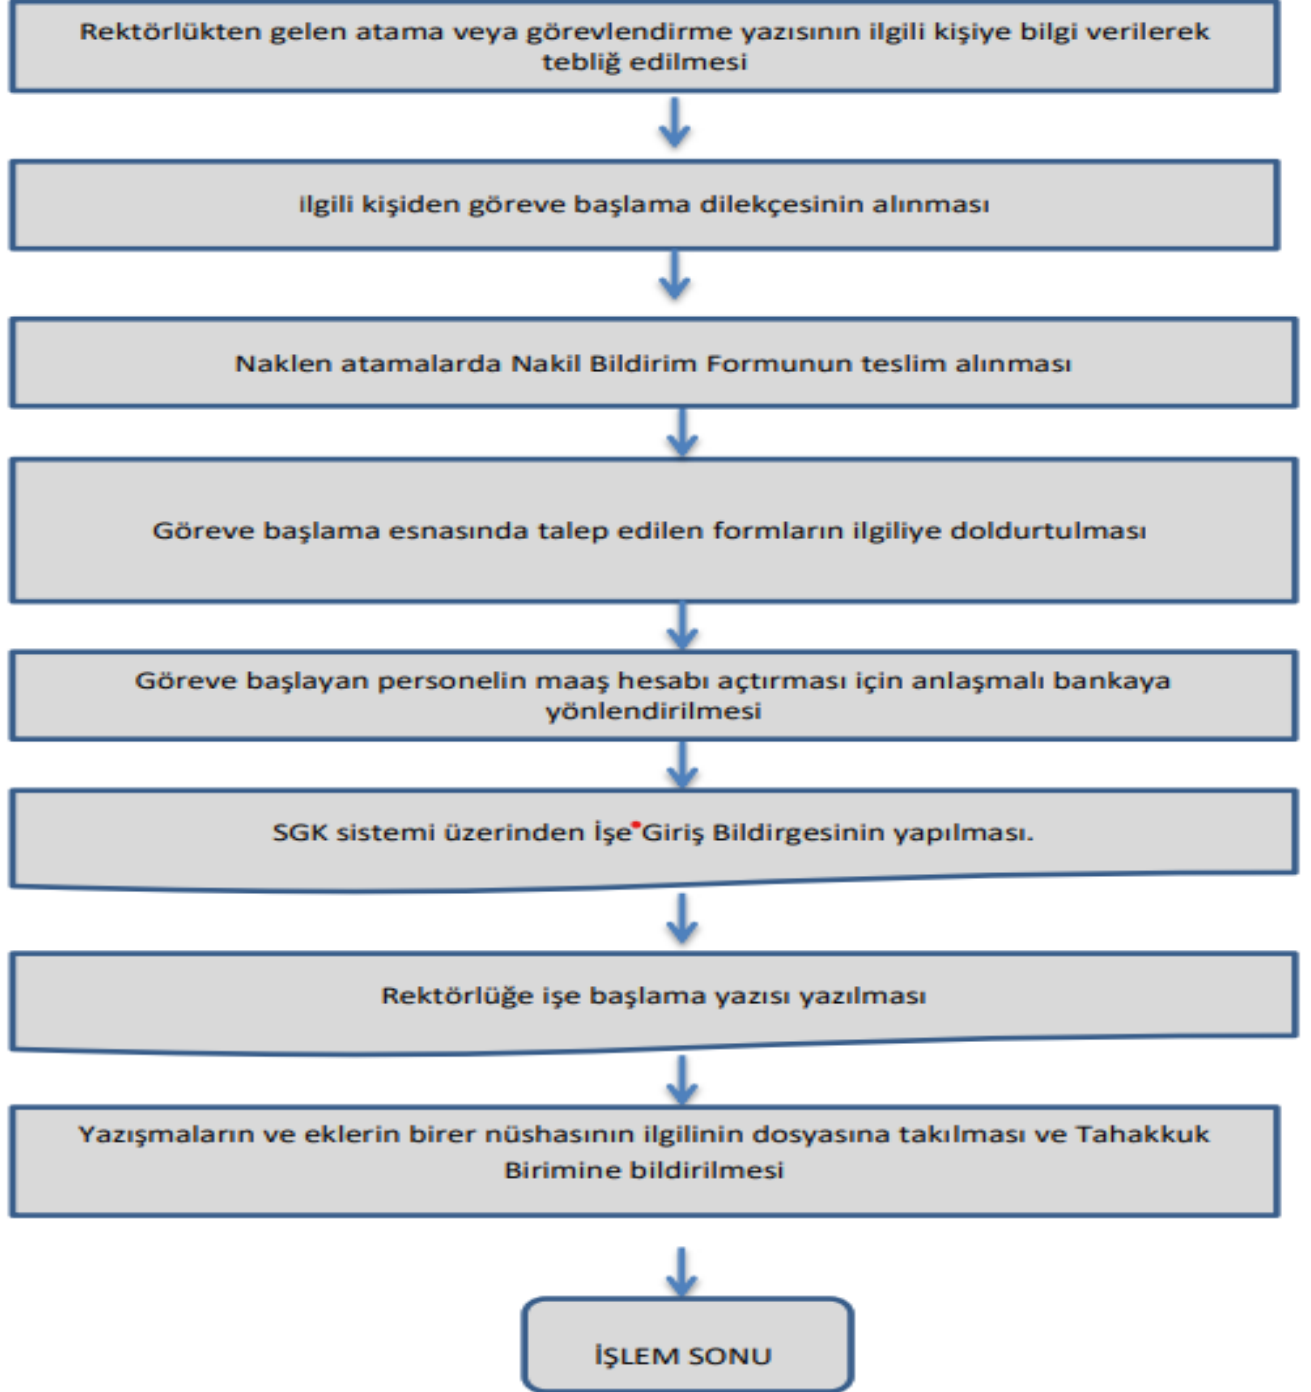 Rektörlükten gelen atama veya görevlendirme yazısının ilgili kişiye bilgi verilerek
tebliğ edilmesi
ilgili kişiden göreve başlama dilekçesinin alınması
Naklen atamalarda Nakil Bildirim Formunun teslim alınması
Göreve başlama esnasında talep edilen formların ilgiliye doldurtulması
Göreve başlayan personelin maaş hesabı açtırması için anlaşmalı bankaya
yönlendirilmesi
SGK sistemi üzerinden İşe Giriş Bildirgesinin yapılması.
Rektörlüğe işe başlama yazısı yazılması
Yazışmaların ve eklerin birer nüshasının ilgilinin dosyasına takılması ve Tahakkuk
Birimine bildirilmesi
İŞLEM SONU